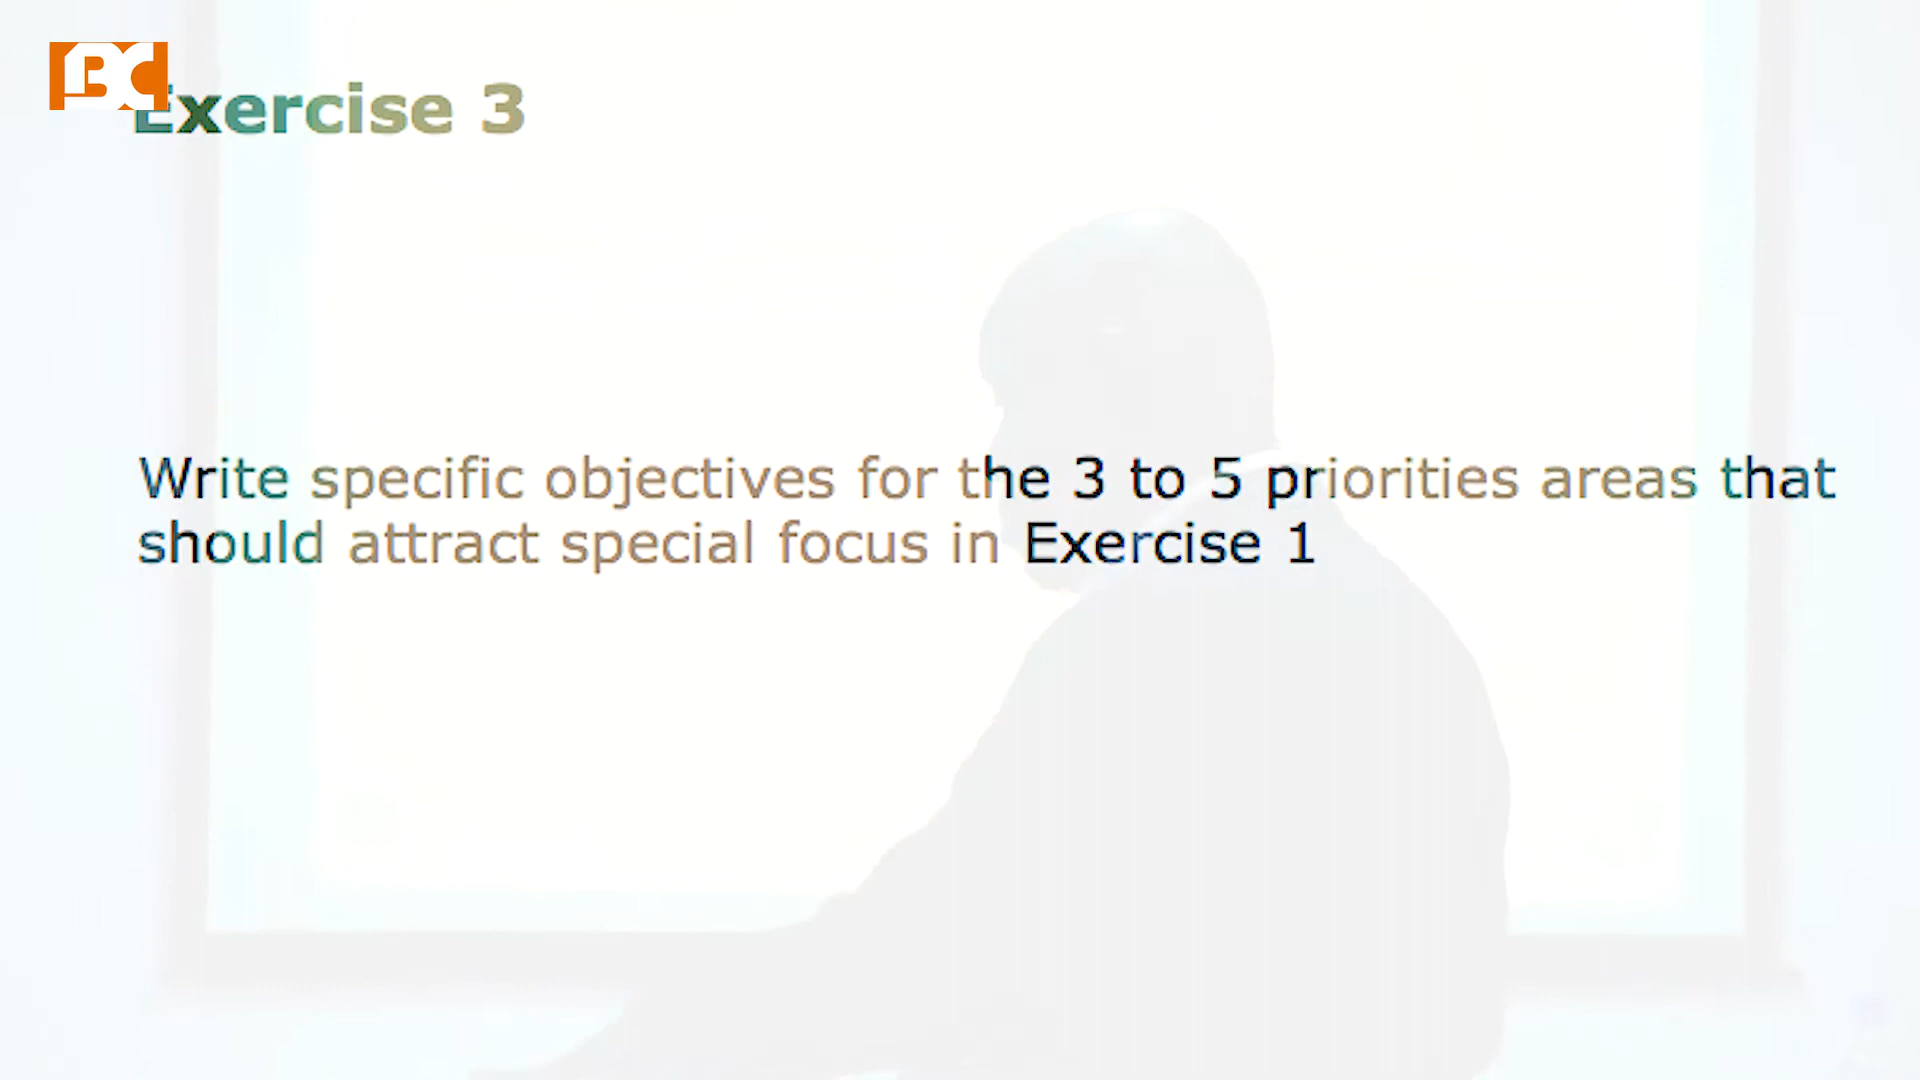 BC
Exercise 3
Write specific objectives for the 3 to 5 priorities areas that
should attract special focus in Exercise 1